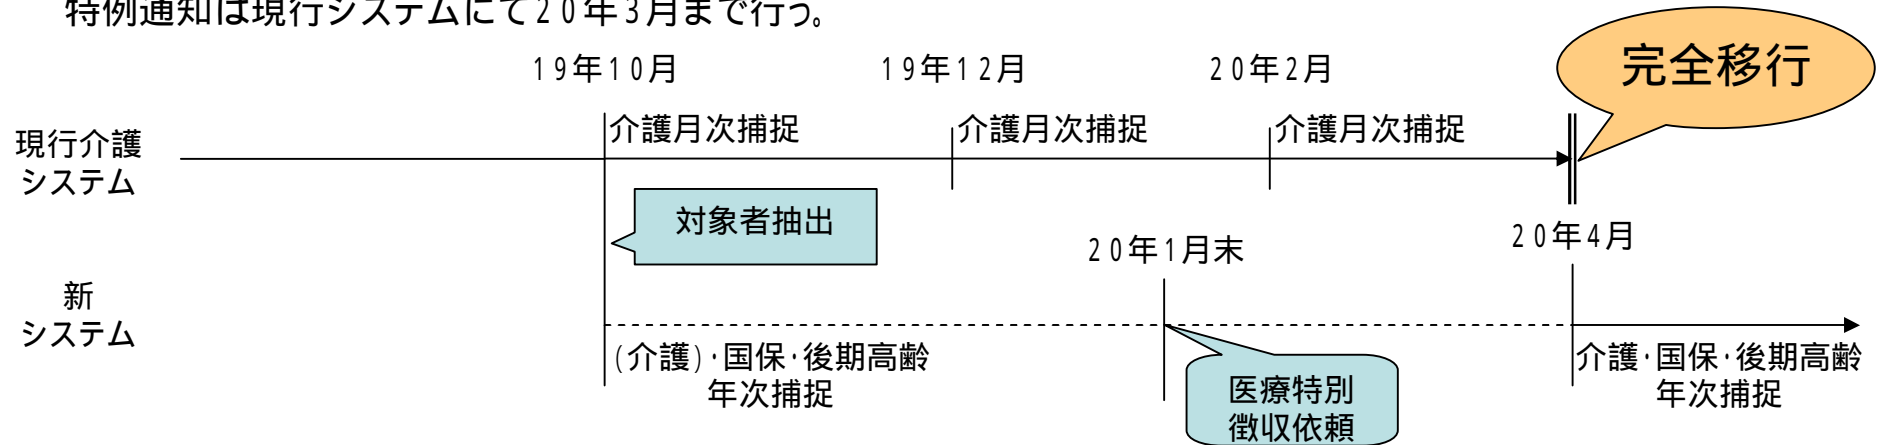 特例通知は現行システムにて20年3月まで行う。
19年10月
19年12月
20年2月
完全移行
現行介護
システム
介護月次捕捉
介護月次捕捉
介護月次捕捉
対象者抽出
20年1月末
20年4月
新
システム
(介護)・国保・後期高齢
年次捕捉
医療特別
徴収依頼
介護・国保・後期高齢
年次捕捉